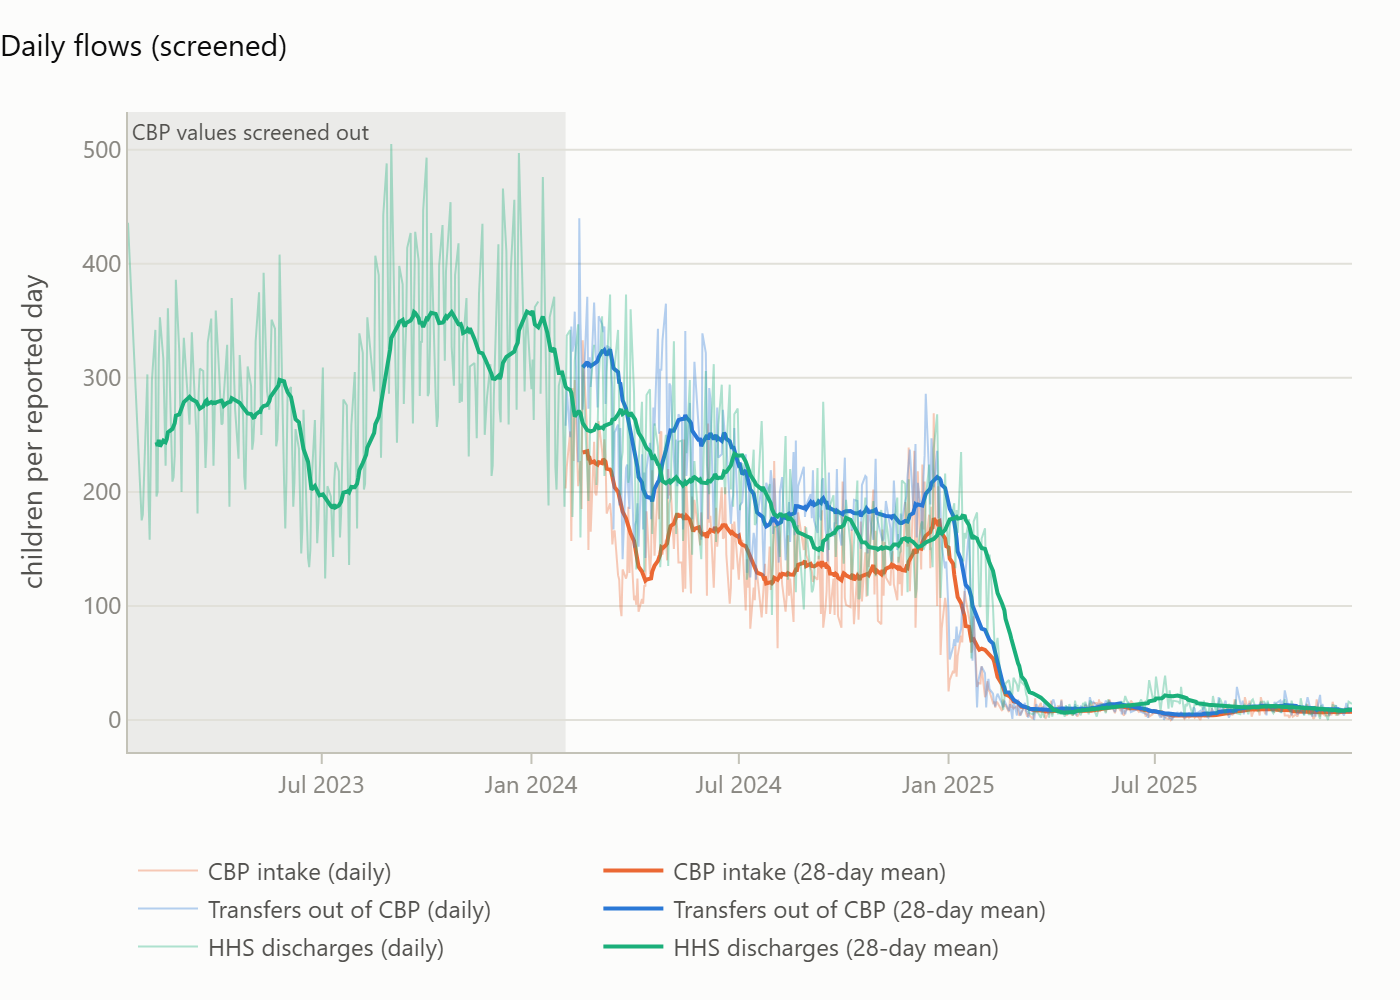 Daily flows (screened)
CBP values screened out
children per reported day
500
400
300
200
100
0
Jul 2023
Jan 2024
Jul 2024
Jan 2025
Jul 2025
CBP intake (daily)
CBP intake (28-day mean)
Transfers out of CBP (daily)
Transfers out of CBP (28-day mean)
HHS discharges (daily)
HHS discharges (28-day mean)